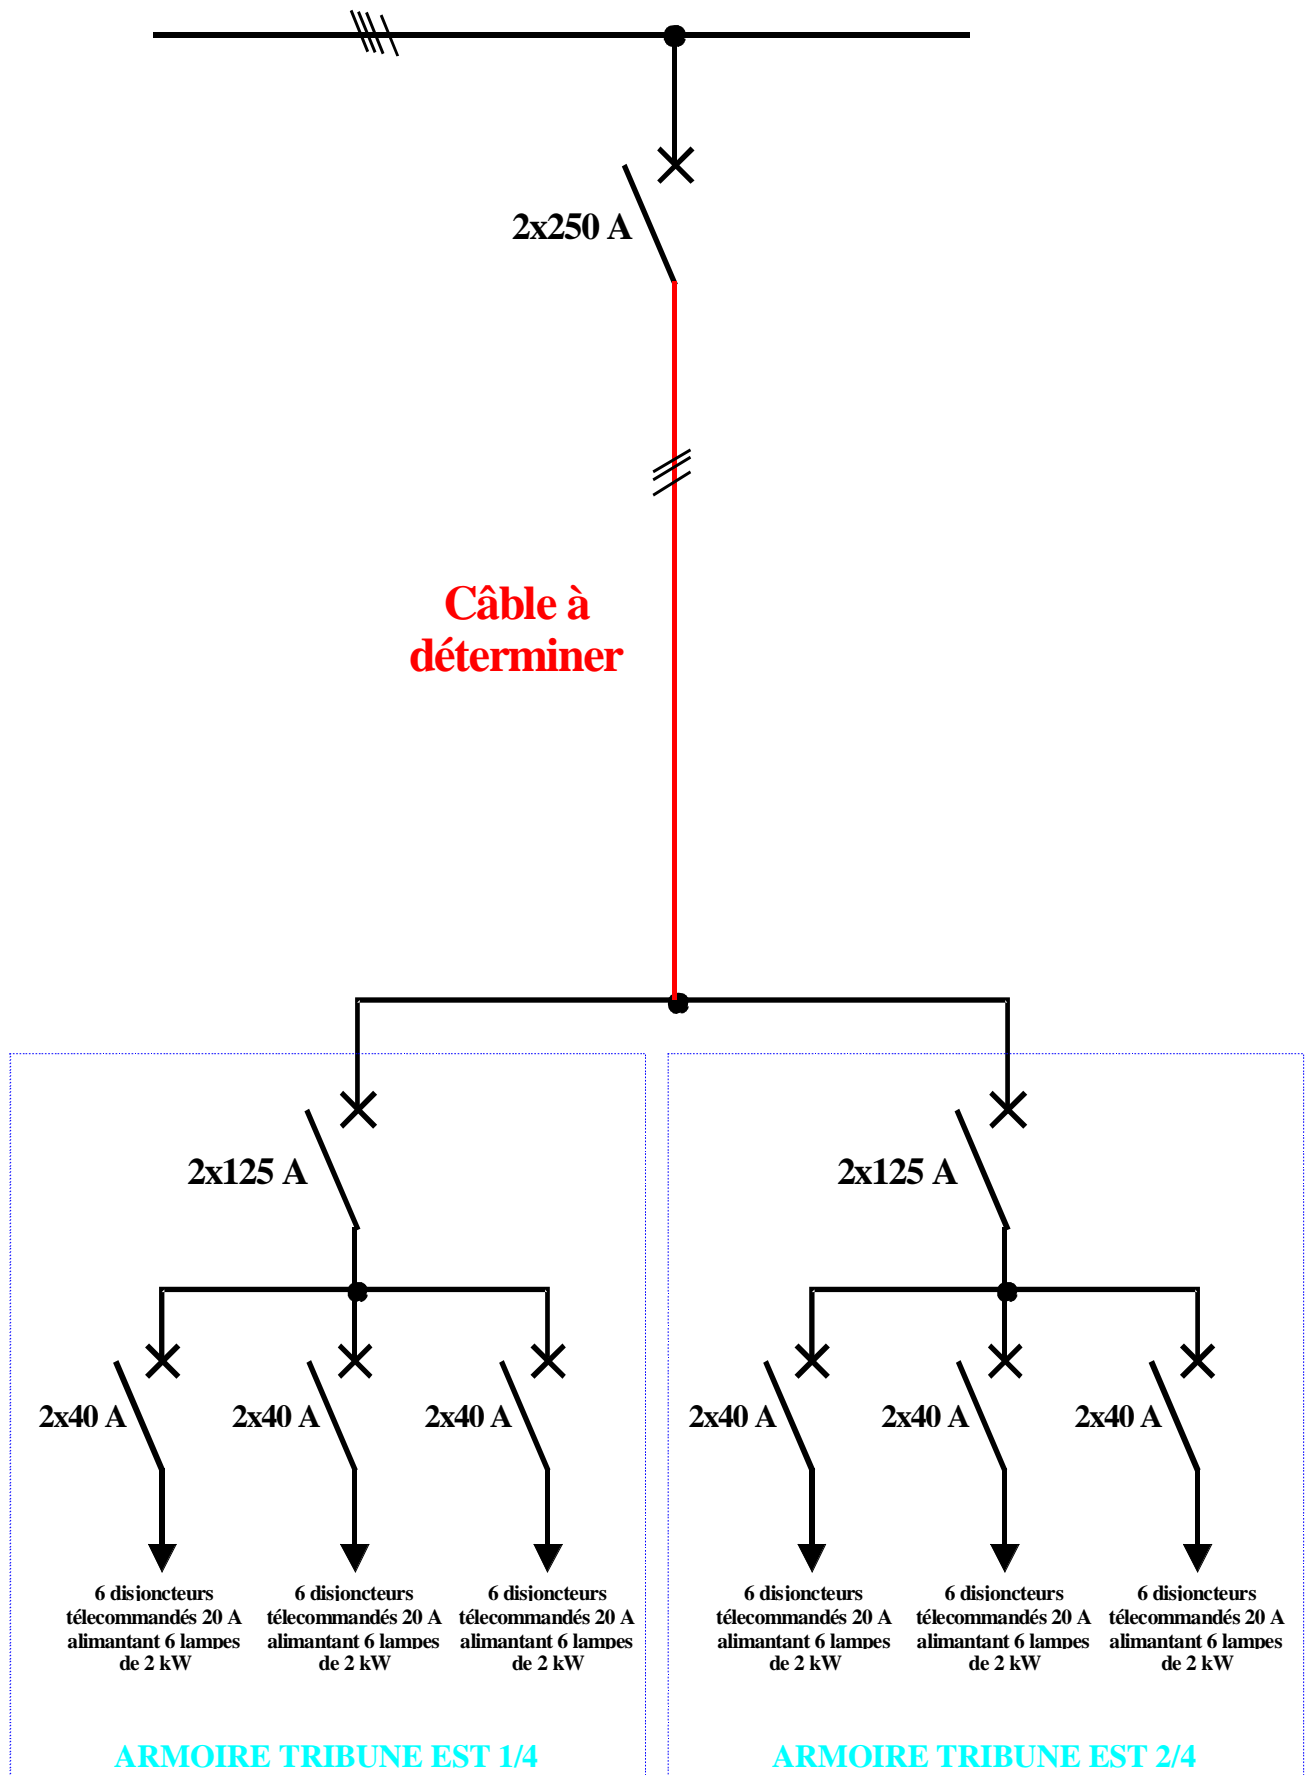 2x250 A
Câble à
déterminer
2x125 A
2x125 A
2x40 A
2x40 A
2x40 A
2x40 A
2x40 A
2x40 A
6 disjoncteurs
télecommandés 20 A
alimantant 6 lampes
de 2 kW
6 disjoncteurs
télecommandés 20 A
alimantant 6 lampes
de 2 kW
6 disjoncteurs
télecommandés 20 A
alimantant 6 lampes
de 2 kW
6 disjoncteurs
télecommandés 20 A
alimantant 6 lampes
de 2 kW
6 disjoncteurs
télecommandés 20 A
alimantant 6 lampes
de 2 kW
6 disjoncteurs
télecommandés 20 A
alimantant 6 lampes
de 2 kW
ARMOIRE TRIBUNE EST 1/4
ARMOIRE TRIBUNE EST 2/4